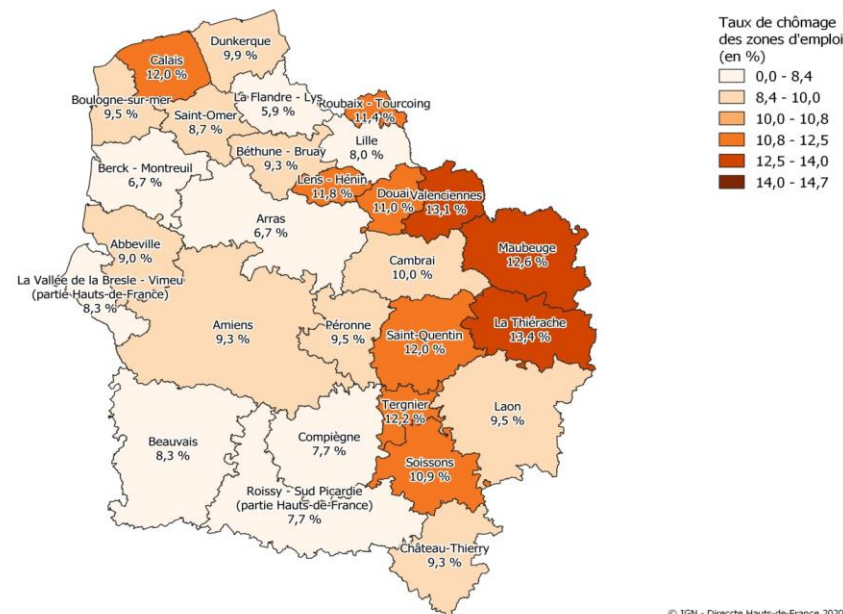 Taux de chômage
des zones d'emploi
(en %)
0,0 - 8,4
8,4 - 10,0
10,0 - 10,8
10,8 - 12,5
12,5 - 14,0
14,0 - 14,7
Dunkerque
9,9 %
Calais
12,0 %
La Flandre - Lys
5,9 %
Boulogne-sur-mer
9,5 %
Roubaix - Tourcoing
11,4 %
Saint-Omer
8,7 %
Lille
8,0 %
Béthune - Bruay
9,3 %
Berck - Montreuil
6,7 %
Lens - Hénin
11,8 %
Douai
11,0 %
Valenciennes
13,1 %
Arras
6,7 %
Abbeville
9,0 %
Maubeuge
12,6 %
Cambrai
10,0 %
La Vallée de la Bresle - Vimeu
(partie Hauts-de-France)
8,3 %
Amiens
9,3 %
Péronne
9,5 %
Saint-Quentin
12,0 %
La Thiérache
13,4 %
Tergnier
12,2 %
Laon
9,5 %
Beauvais
8,3 %
Compiègne
7,7 %
Soissons
10,9 %
Roissy - Sud Picardie
(partie Hauts-de-France)
7,7 %
Château-Thierry
9,3 %
© IGN - Direccte Hauts-de-France 2020